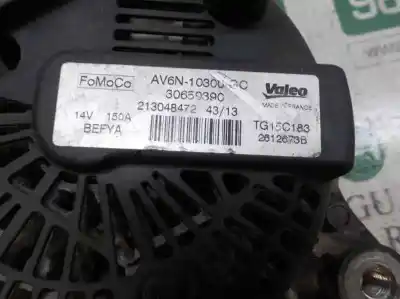 FoMoCo
AV6N-10300-GC
30659390
Valeo
MADE IN FRANCE
213048472 43/13
14V 150A
BEFYA
TG15C183
2612673B